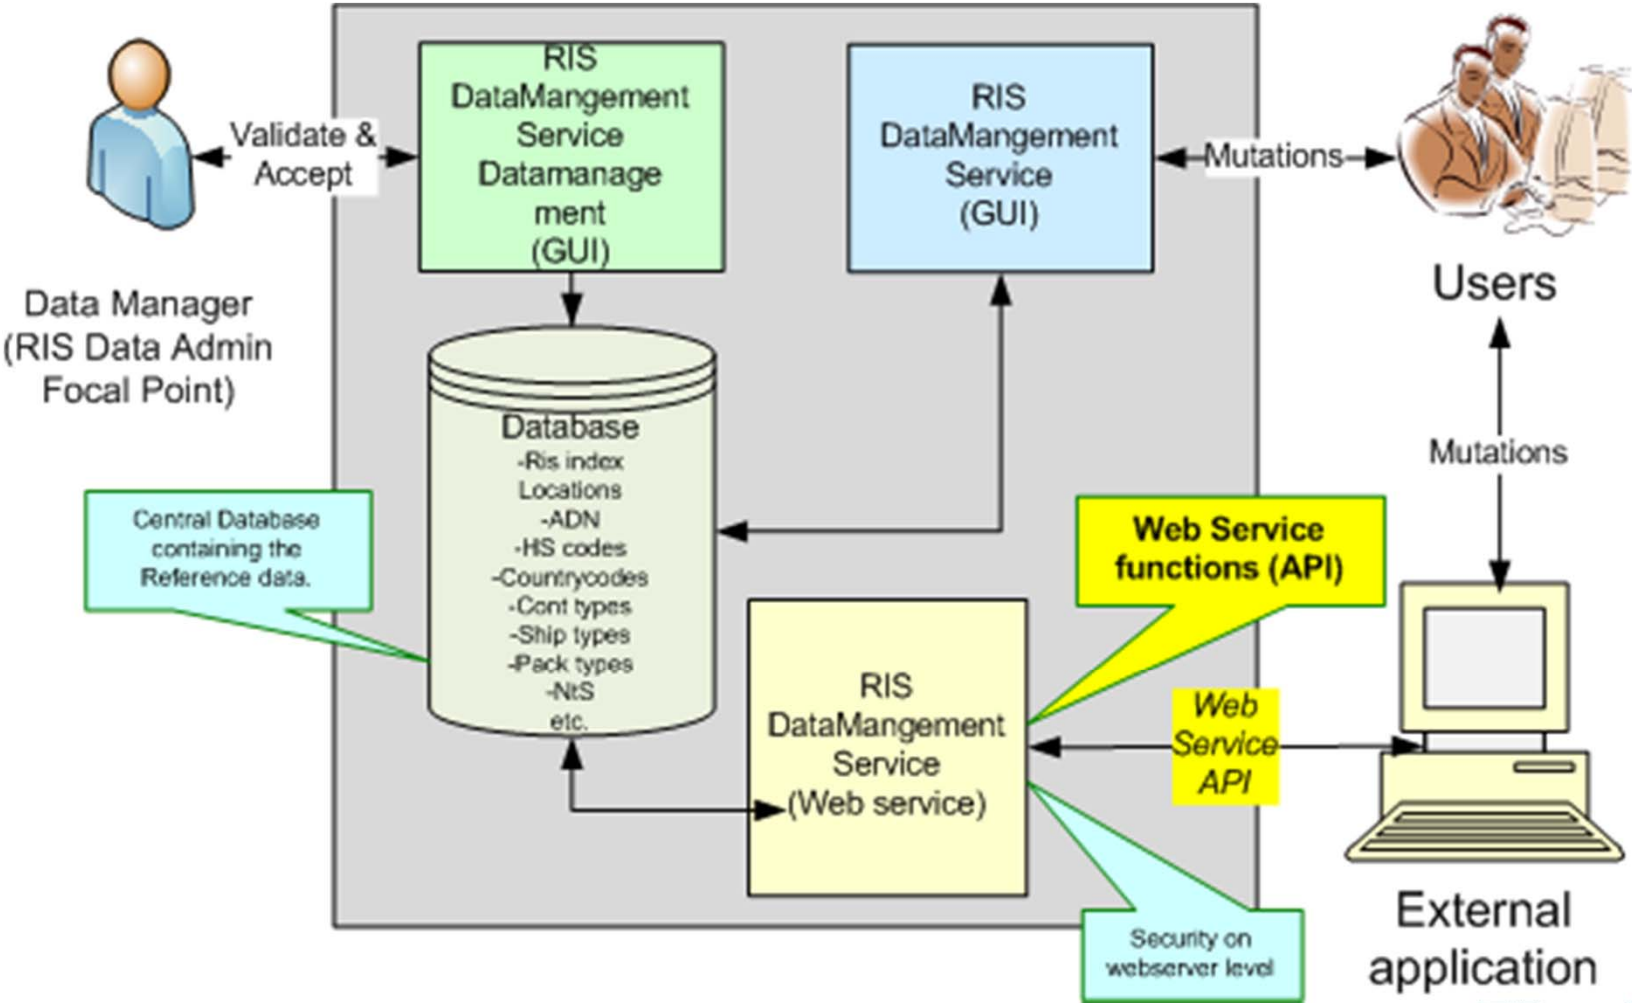 RIS
DataMangement
Service
Datamanage
ment
(GUI)
RIS
DataMangement
Service
(GUI)
Validate &
Accept
Mutations
Data Manager
(RIS Data Admin
Focal Point)
Users
Mutations
Database
-Ris index
Locations
-ADN
-HS codes
-Countrycodes
-Cont types
-Ship types
-Pack types
-NtS
etc.
Central Database
containing the
Reference data.
Web Service
functions (API)
RIS
DataMangement
Service
(Web service)
Web
Service
API
Security on
webserver level
External
application